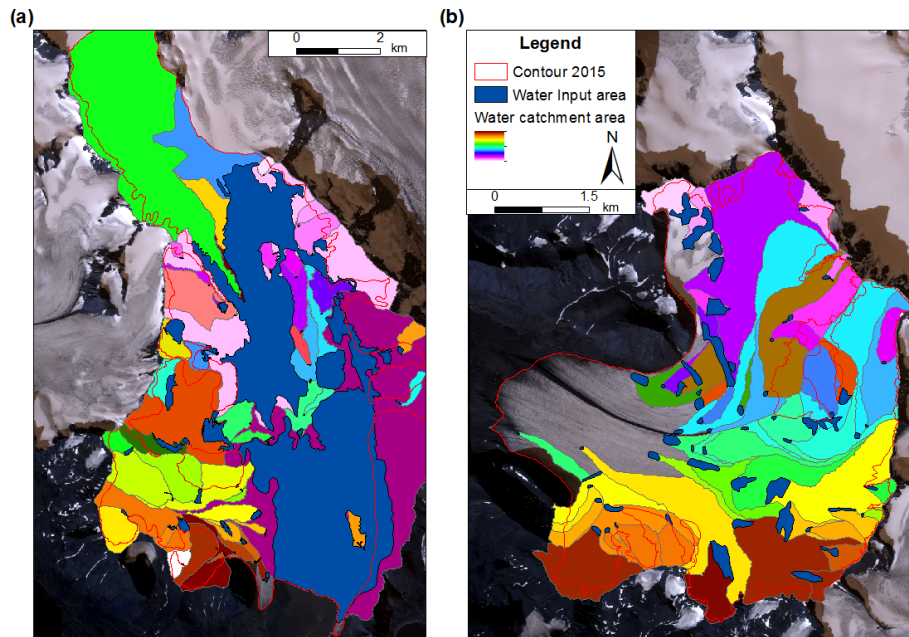 (a)
(b)
0 2
km
Legend
Contour 2015
Water Input area
Water catchment area
N
0 1.5
km